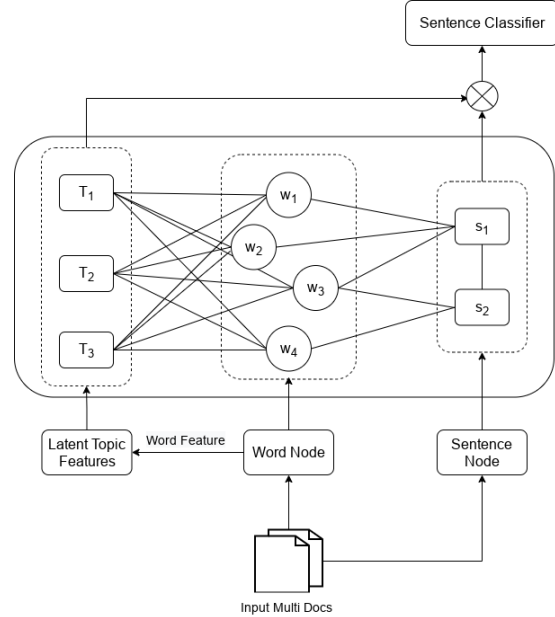 Sentence Classifier
T1
T2
T3
w1
w2
w3
w4
s1
s2
Latent Topic
Features
Word Feature
Word Node
Sentence
Node
Input Multi Docs